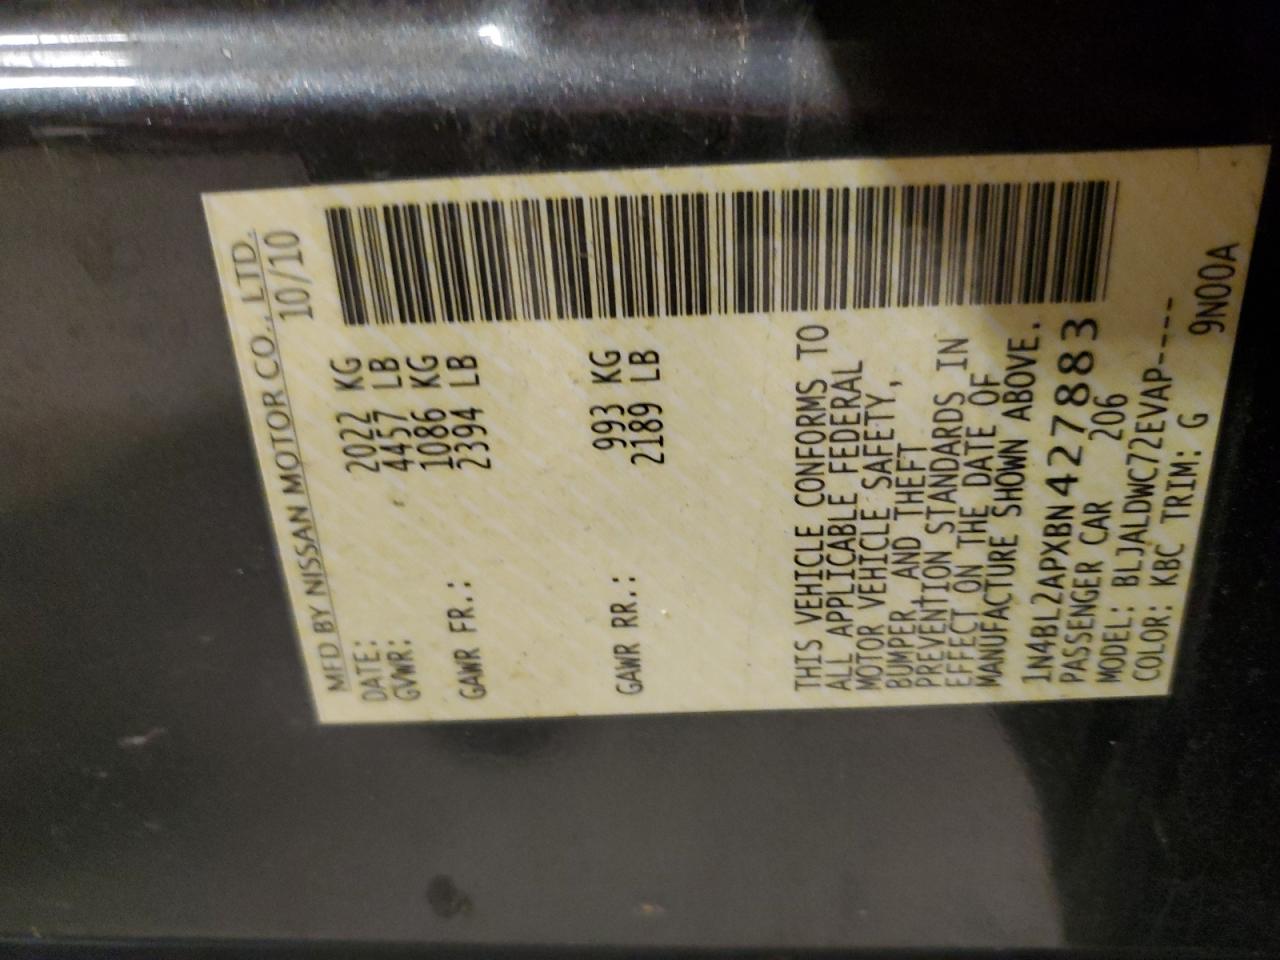 MFD BY NISSAN MOTOR CO., LTD.
DATE: 10/10
GVWR: 2022 KG
4457 LB
GAWR FR.: 1086 KG
2394 LB
GAWR RR.: 993 KG
2189 LB
THIS VEHICLE CONFORMS TO
ALL APPLICABLE FEDERAL
MOTOR VEHICLE SAFETY,
BUMPER AND THEFT
PREVENTION STANDARDS IN
EFFECT ON THE DATE OF
MANUFACTURE SHOWN ABOVE.
1N4BL2APXBN427883
PASSENGER CAR 206
MODEL: BLJALDWC72EVAP----
COLOR: KBC TRIM: G 9N00A